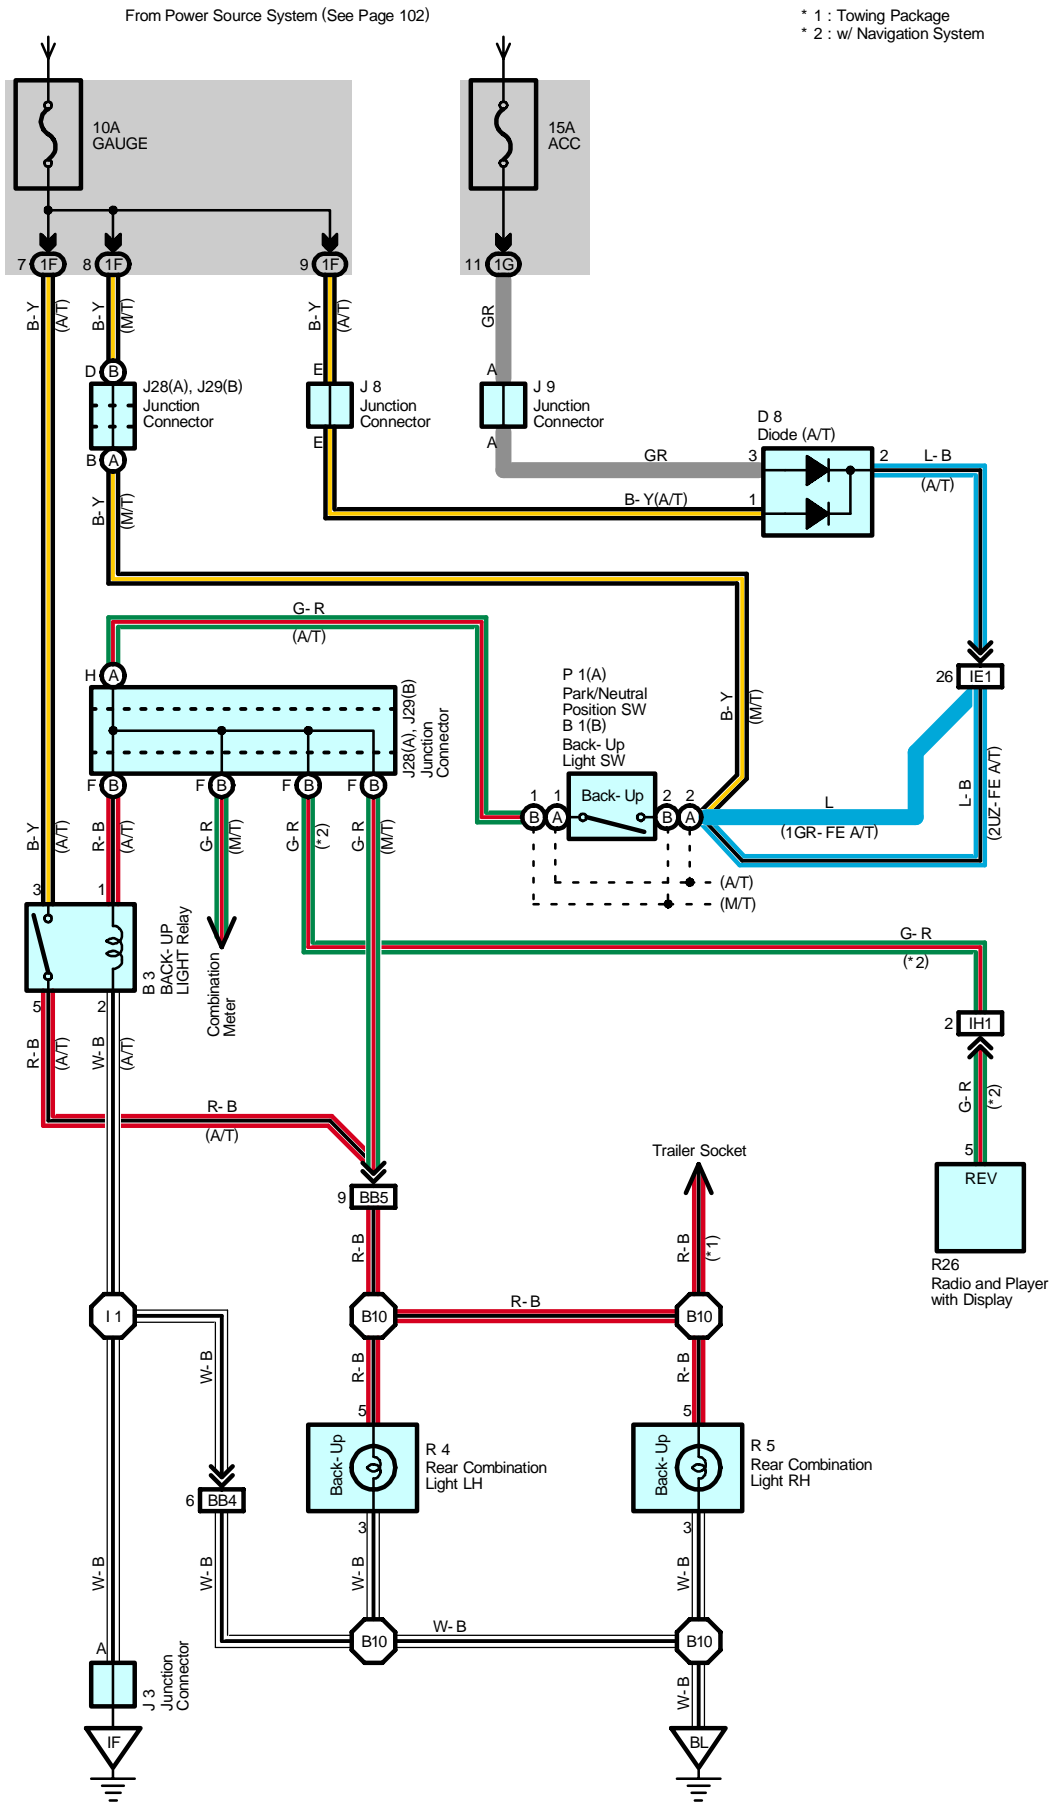 From Power Source System (See Page 102)
* 1 : Towing Package
* 2 : w/ Navigation System
10A
GAUGE
15A
ACC
7 1F
8 1F
9 1F
11 1G
B-Y
(A/T)
B-Y
(M/T)
B-Y
(A/T)
GR
D B
J28(A), J29(B)
Junction
Connector
B A
E
J 8
Junction
Connector
E
A
J 9
Junction
Connector
A
D 8
Diode (A/T)
3
GR
2
L-B
(A/T)
1
B-Y(A/T)
B-Y
(M/T)
G-R
(A/T)
H A
J28(A), J29(B)
Junction
Connector
F B
F B
F B
F B
P 1(A)
Park/Neutral
Position SW
B 1(B)
Back-Up
Light SW
B-Y
(M/T)
26 IE1
1 1 2 2
B A Back-Up B A
L
(1GR-FE A/T)
L-B
(2UZ-FE A/T)
(A/T)
(M/T)
B-Y
(A/T)
R-B
(A/T)
G-R
(M/T)
G-R
(*2)
G-R
(M/T)
3 1
B 3
BACK-UP
LIGHT Relay
5 2
Combination
Meter
G-R
(*2)
2 IH1
R-B
(A/T)
W-B
(A/T)
G-R
(*2)
R-B
(A/T)
Trailer Socket
5
REV
R26
Radio and Player
with Display
9 BB5
R-B
R-B
(*1)
I 1
B10
R-B
B10
W-B
R-B
R-B
5
Back-Up
R 4
Rear Combination
Light LH
3
5
Back-Up
R 5
Rear Combination
Light RH
3
6 BB4
W-B
W-B
W-B
W-B
B10
W-B
B10
A
J 3
Junction
Connector
W-B
IF
BL